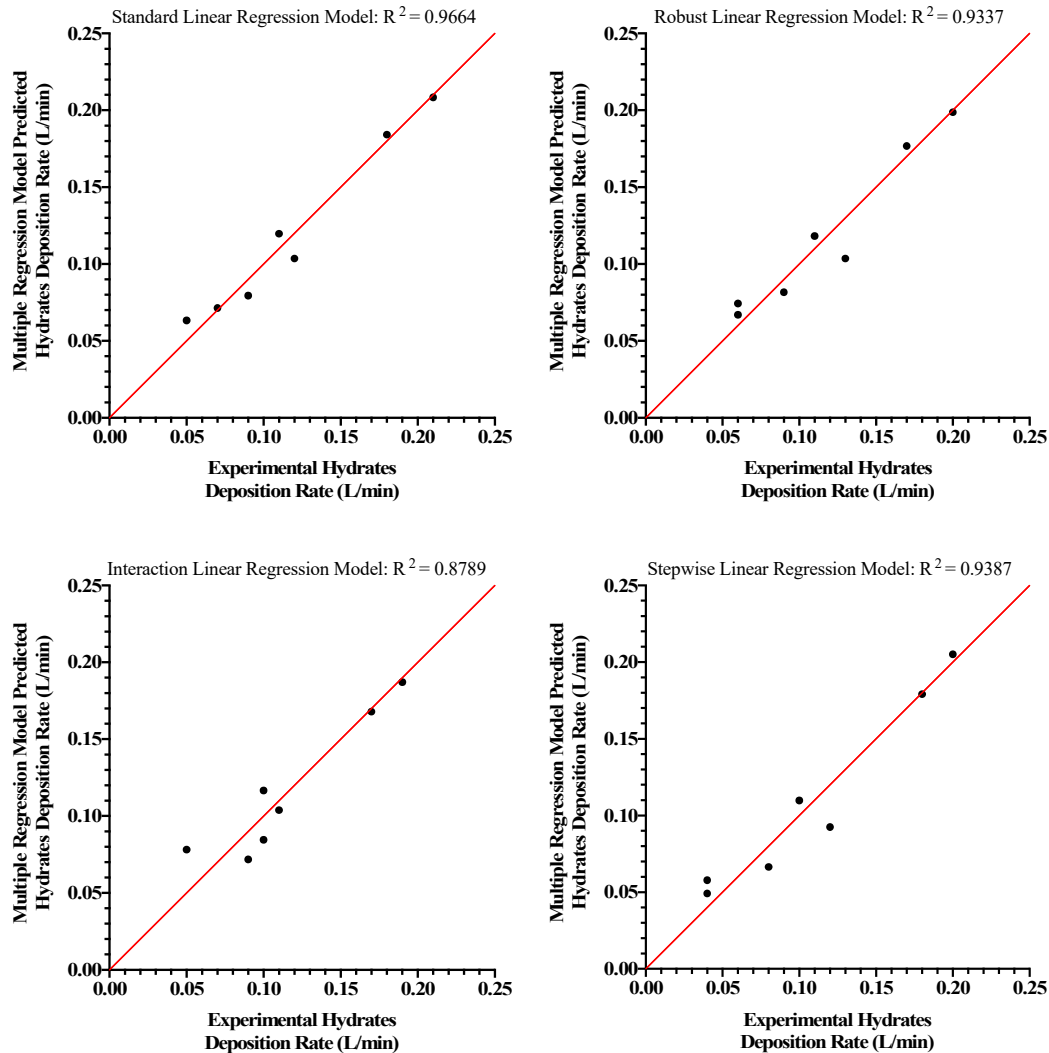 Standard Linear Regression Model: R² = 0.9664
Multiple Regression Model Predicted
Hydrates Deposition Rate (L/min)
0.25
0.20
0.15
0.10
0.05
0.00
0.00 0.05 0.10 0.15 0.20 0.25
Experimental Hydrates
Deposition Rate (L/min)
Robust Linear Regression Model: R² = 0.9337
Multiple Regression Model Predicted
Hydrates Deposition Rate (L/min)
0.25
0.20
0.15
0.10
0.05
0.00
0.00 0.05 0.10 0.15 0.20 0.25
Experimental Hydrates
Deposition Rate (L/min)
Interaction Linear Regression Model: R² = 0.8789
Multiple Regression Model Predicted
Hydrates Deposition Rate (L/min)
0.25
0.20
0.15
0.10
0.05
0.00
0.00 0.05 0.10 0.15 0.20 0.25
Experimental Hydrates
Deposition Rate (L/min)
Stepwise Linear Regression Model: R² = 0.9387
Multiple Regression Model Predicted
Hydrates Deposition Rate (L/min)
0.25
0.20
0.15
0.10
0.05
0.00
0.00 0.05 0.10 0.15 0.20 0.25
Experimental Hydrates
Deposition Rate (L/min)